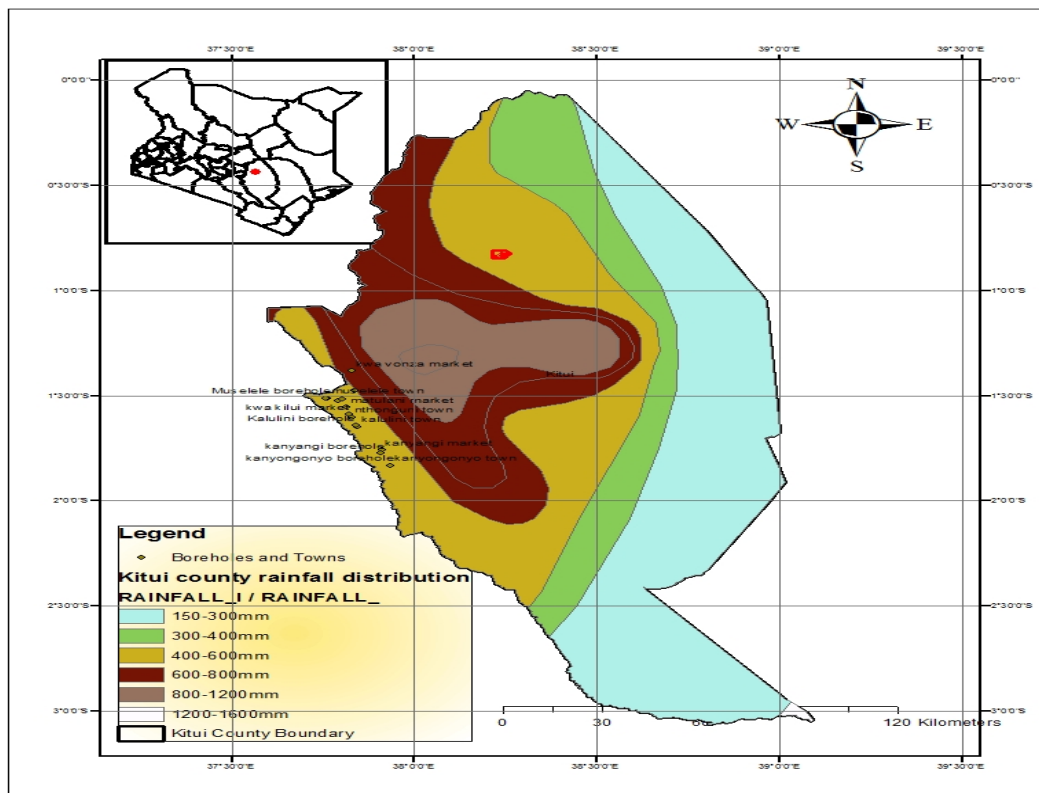 37°30'0"E 38°0'0"E 38°30'0"E 39°0'0"E 39°30'0"E
0°0'0" 0°0'0"
N
W E
S
0°30'0"S 0°30'0"S
1°0'0"S 1°0'0"S
kwa vonza market
Kitui
Muselele borehole muselele town
1°30'0"S 1°30'0"S
matulani market
kwa kilui market nthongoni town
Kalulini borehole kalulini town
kanyangi borehole kanyangi market
kanyongonyo borehole kanyongonyo town
2°0'0"S 2°0'0"S
Legend
Boreholes and Towns
Kitui county rainfall distribution
RAINFALL_I / RAINFALL_
2°30'0"S 2°30'0"S
150-300mm
300-400mm
400-600mm
600-800mm
800-1200mm
1200-1600mm
3°0'0"S 3°0'0"S
0 30 60 120 Kilometers
Kitui County Boundary
37°30'0"E 38°0'0"E 38°30'0"E 39°0'0"E 39°30'0"E